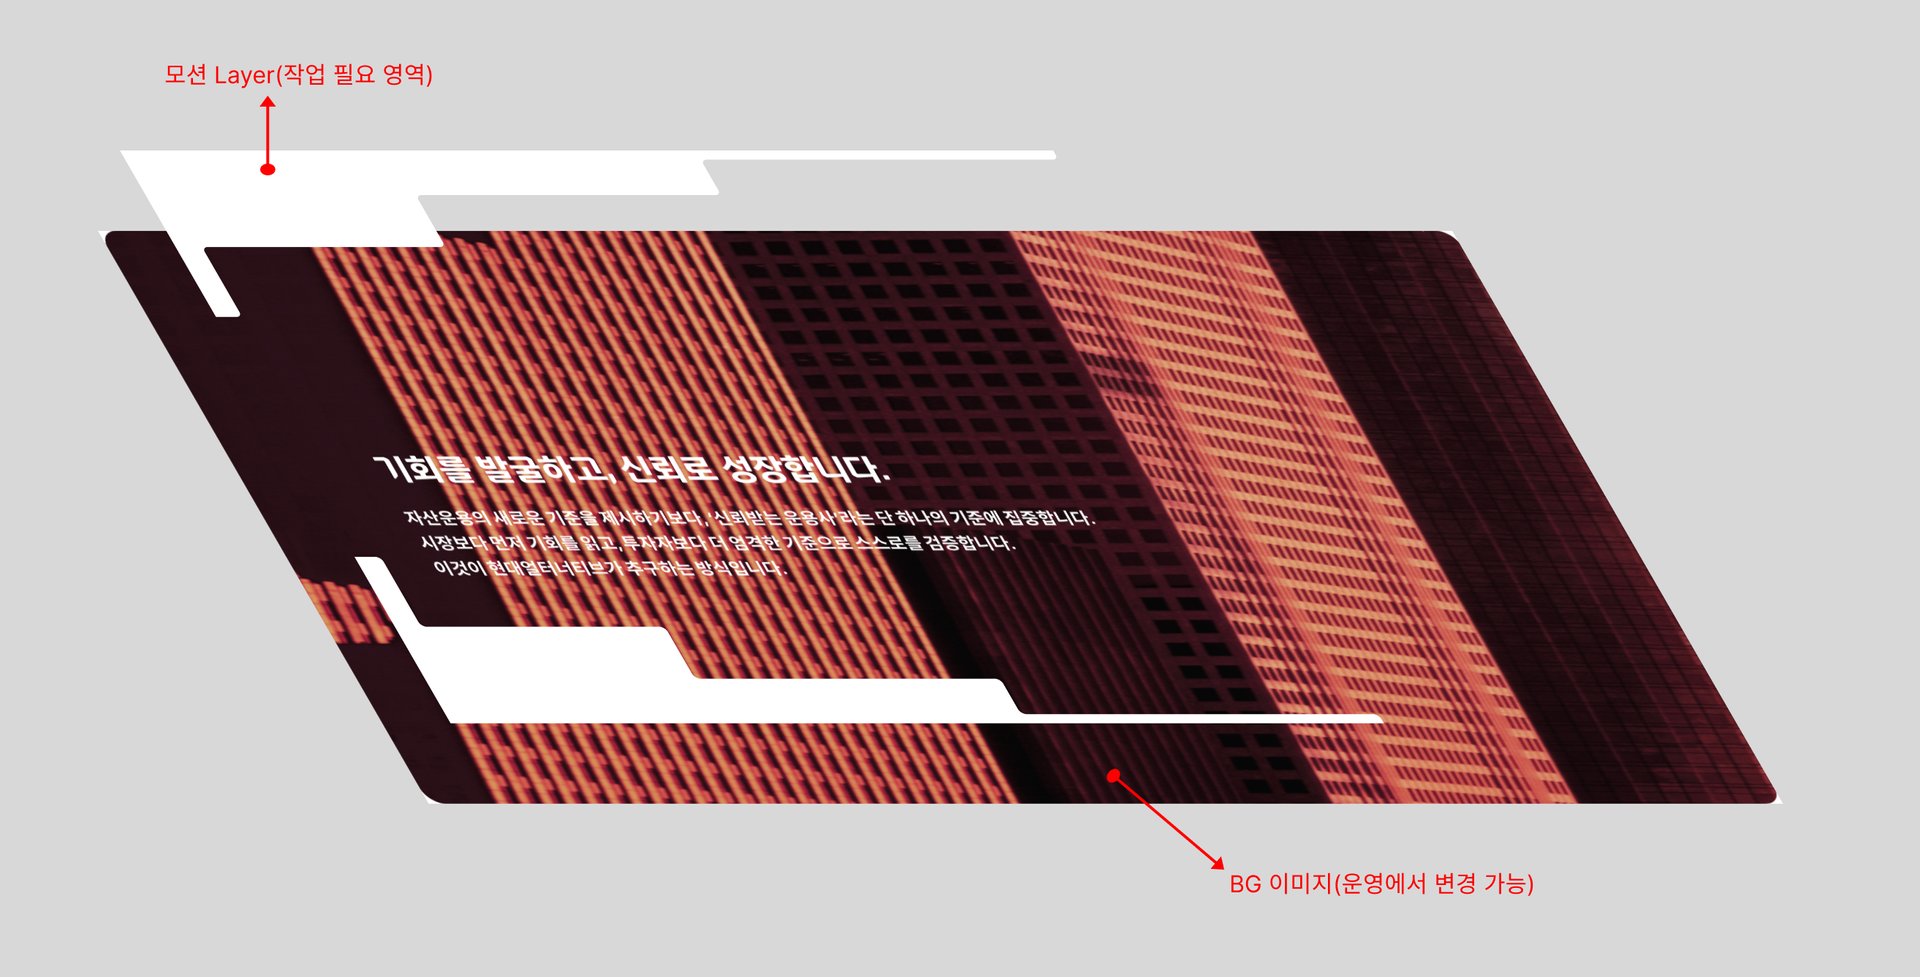 모션 Layer(작업 필요 영역)
기회를 발굴하고, 신뢰로 성장합니다.
자산운용의 새로운 기준을 제시하기보다, '신뢰받는 운용사'라는 단 하나의 기준에 집중합니다.
시장보다 먼저 기회를 읽고, 투자자보다 더 엄격한 기준으로 스스로를 검증합니다.
이것이 현대얼터너티브가 추구하는 방식입니다.
BG 이미지(운영에서 변경 가능)